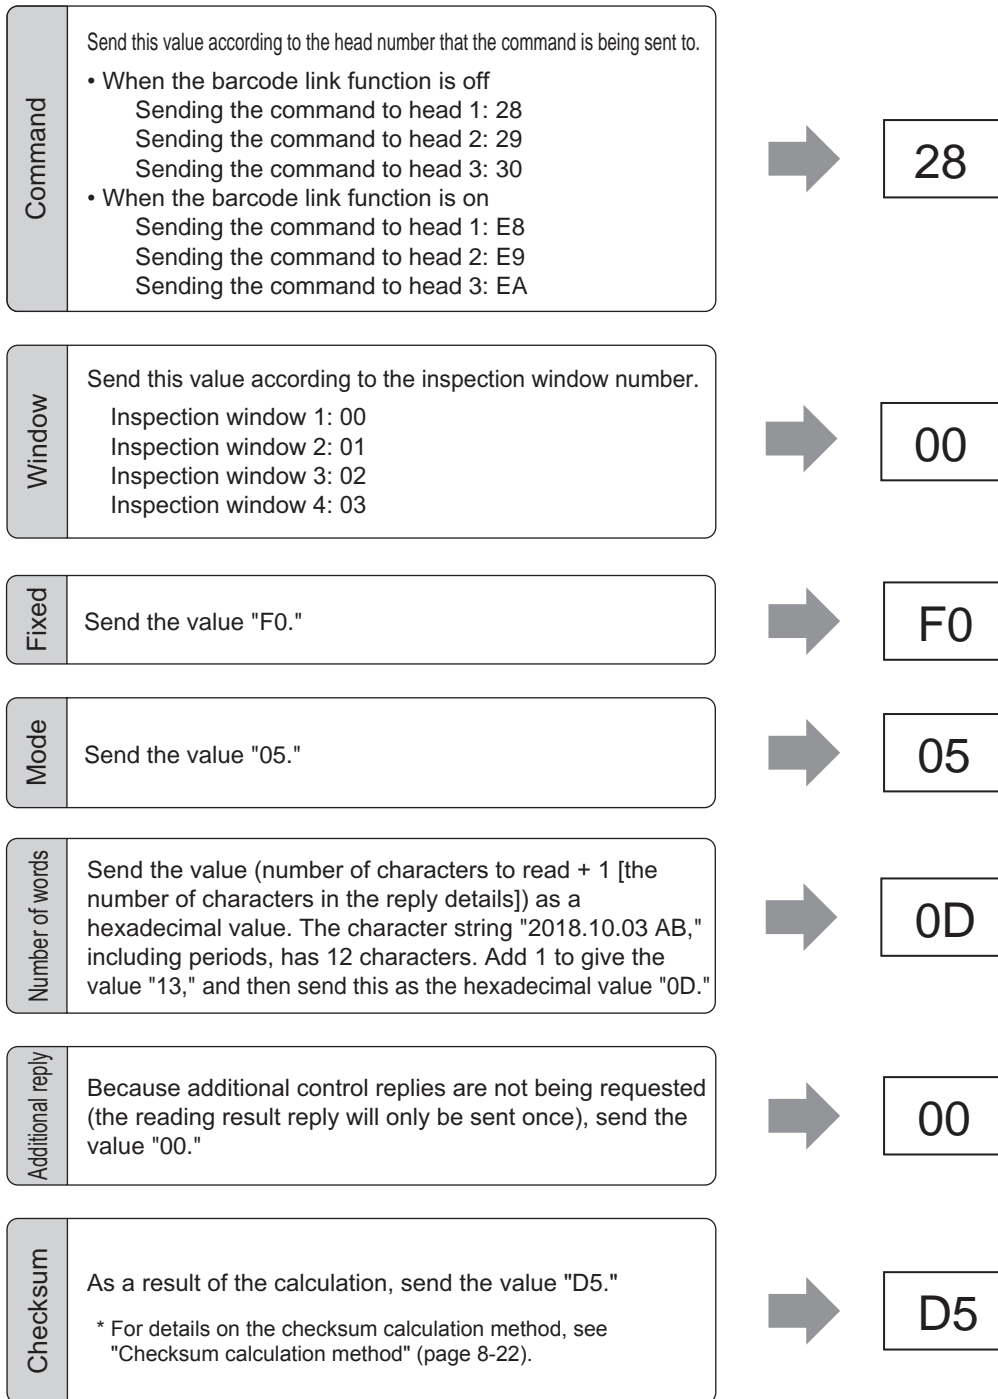 Command
Send this value according to the head number that the command is being sent to.
• When the barcode link function is off
Sending the command to head 1: 28
Sending the command to head 2: 29
Sending the command to head 3: 30
• When the barcode link function is on
Sending the command to head 1: E8
Sending the command to head 2: E9
Sending the command to head 3: EA
28
Window
Send this value according to the inspection window number.
Inspection window 1: 00
Inspection window 2: 01
Inspection window 3: 02
Inspection window 4: 03
00
Fixed
Send the value "F0."
F0
Mode
Send the value "05."
05
Number of words
Send the value (number of characters to read + 1 [the
number of characters in the reply details]) as a
hexadecimal value. The character string "2018.10.03 AB,"
including periods, has 12 characters. Add 1 to give the
value "13," and then send this as the hexadecimal value "0D."
0D
Additional reply
Because additional control replies are not being requested
(the reading result reply will only be sent once), send the
value "00."
00
Checksum
As a result of the calculation, send the value "D5."
* For details on the checksum calculation method, see
"Checksum calculation method" (page 8-22).
D5